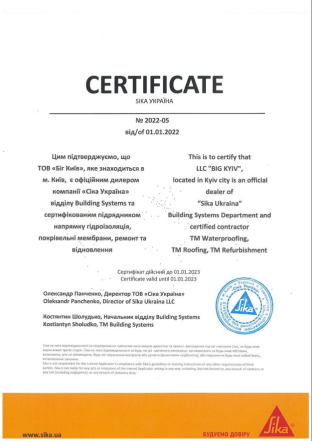 CERTIFICATE
SIKA УКРАЇНА
№ 2022-05
від/of 01.01.2022
Цим підтверджуємо, що
ТОВ «Біг Київ», яке знаходиться в
м. Київ, є офіційним дилером
компанії «Сіка Україна»
відділу Building Systems та
сертифікованим підрядником
напрямку гідроізоляція,
покрівельні мембрани, ремонт та
відновлення
This is to certify that
LLC "BIG KYIV",
located in Kyiv city is an official
dealer of
"Sika Ukraina"
Building Systems Department and
certified contractor
TM Waterproofing,
TM Roofing, TM Refurbishment
Сертифікат дійсний до 01.01.2023
Certificate valid until 01.01.2023
Олександр Панченко, Директор ТОВ «Сіка Україна»
Oleksandr Panchenko, Director of Sika Ukraina LLC
Костянтин Шолудько, Начальник відділу Building Systems
Kostiantyn Sholudko, TM Building Systems
www.sika.ua
БУДУЄМО ДОВІРУ
Sika